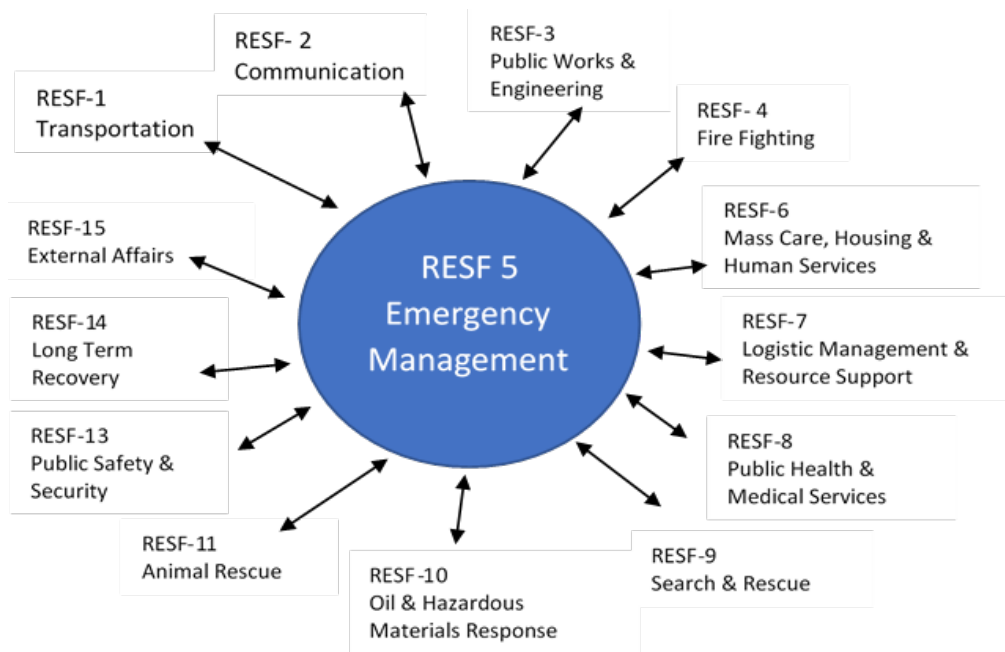 RESF-1
Transportation
RESF- 2
Communication
RESF-3
Public Works &
Engineering
RESF- 4
Fire Fighting
RESF 5
Emergency
Management
RESF-6
Mass Care, Housing &
Human Services
RESF-7
Logistic Management &
Resource Support
RESF-8
Public Health &
Medical Services
RESF-9
Search & Rescue
RESF-10
Oil & Hazardous
Materials Response
RESF-11
Animal Rescue
RESF-13
Public Safety &
Security
RESF-14
Long Term
Recovery
RESF-15
External Affairs